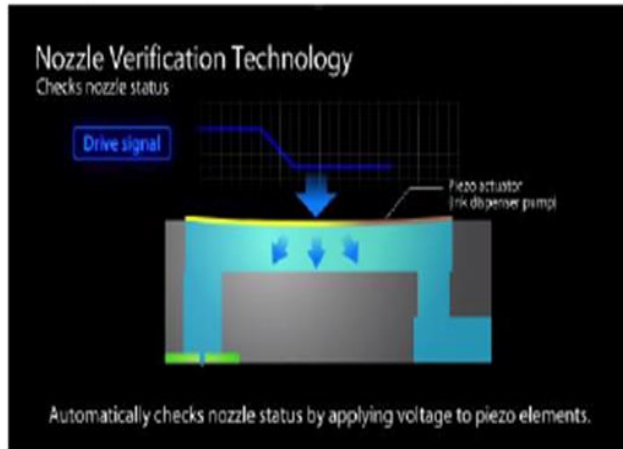 Nozzle Verification Technology
Checks nozzle status
Drive signal
Piezo actuator
(ink dispenser pump)
Automatically checks nozzle status by applying voltage to piezo elements.